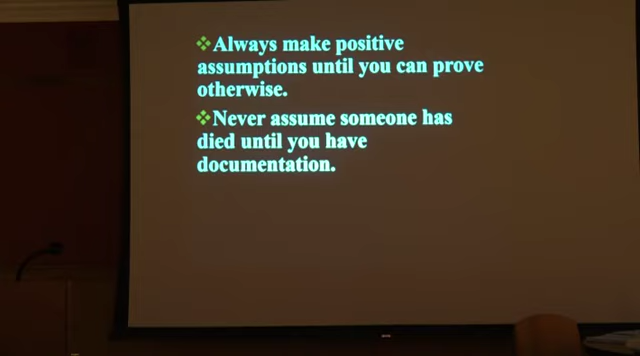 ❖Always make positive
assumptions until you can prove
otherwise.
❖Never assume someone has
died until you have
documentation.